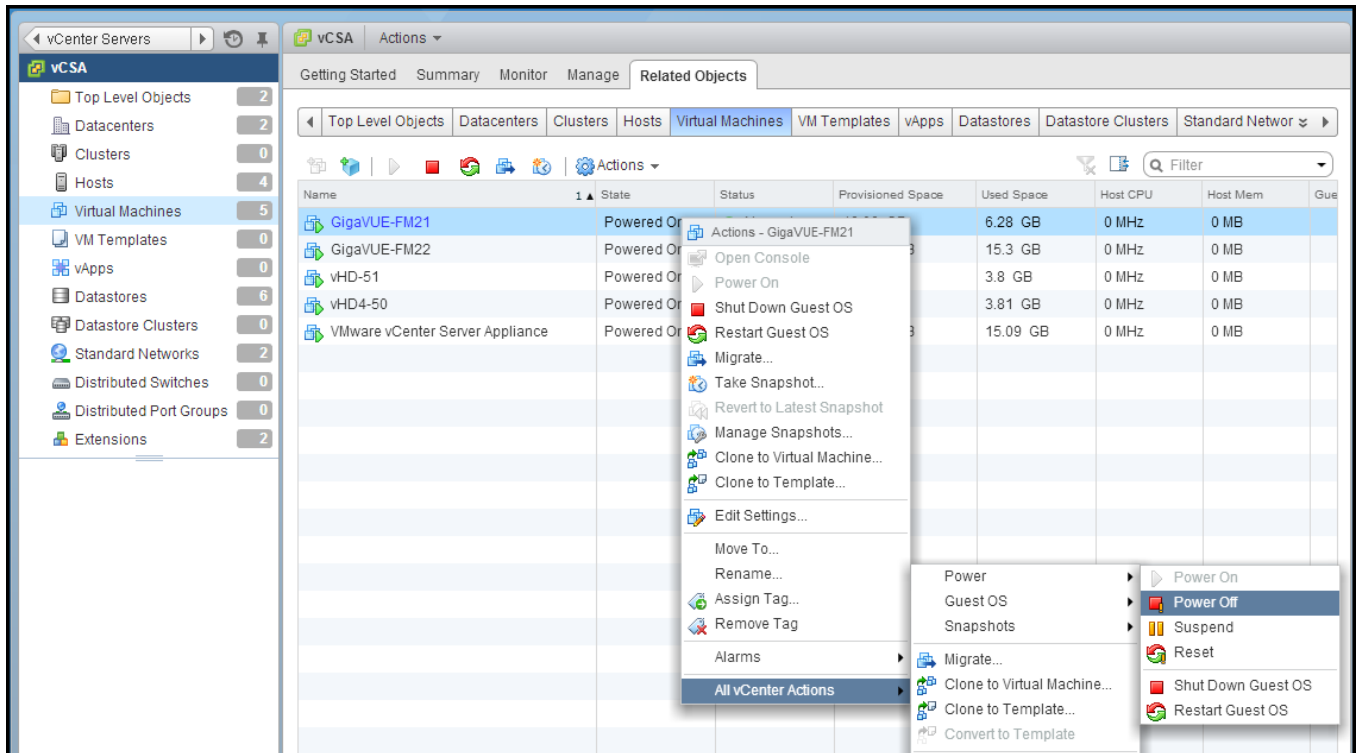 vCenter Servers
vCSA
Top Level Objects 2
Datacenters 2
Clusters 0
Hosts 4
Virtual Machines 5
VM Templates 0
vApps 0
Datastores 6
Datastore Clusters 0
Standard Networks 2
Distributed Switches 0
Distributed Port Groups 0
Extensions 2
vCSA Actions
Getting Started Summary Monitor Manage Related Objects
Top Level Objects Datacenters Clusters Hosts Virtual Machines VM Templates vApps Datastores Datastore Clusters Standard Networ
Actions Filter
Name 1 State Status Provisioned Space Used Space Host CPU Host Mem Gue
GigaVUE-FM21 Powered On 6.28 GB 0 MHz 0 MB
GigaVUE-FM22 Powered On 15.3 GB 0 MHz 0 MB
vHD-51 Powered On 3.8 GB 0 MHz 0 MB
vHD4-50 Powered On 3.81 GB 0 MHz 0 MB
VMware vCenter Server Appliance Powered On 15.09 GB 0 MHz 0 MB
Actions - GigaVUE-FM21
Open Console
Power On
Shut Down Guest OS
Restart Guest OS
Migrate...
Take Snapshot...
Revert to Latest Snapshot
Manage Snapshots...
Clone to Virtual Machine...
Clone to Template...
Edit Settings...
Move To...
Rename...
Assign Tag...
Remove Tag
Alarms
All vCenter Actions
Power
Guest OS
Snapshots
Migrate...
Clone to Virtual Machine...
Clone to Template...
Convert to Template
Power On
Power Off
Suspend
Reset
Shut Down Guest OS
Restart Guest OS